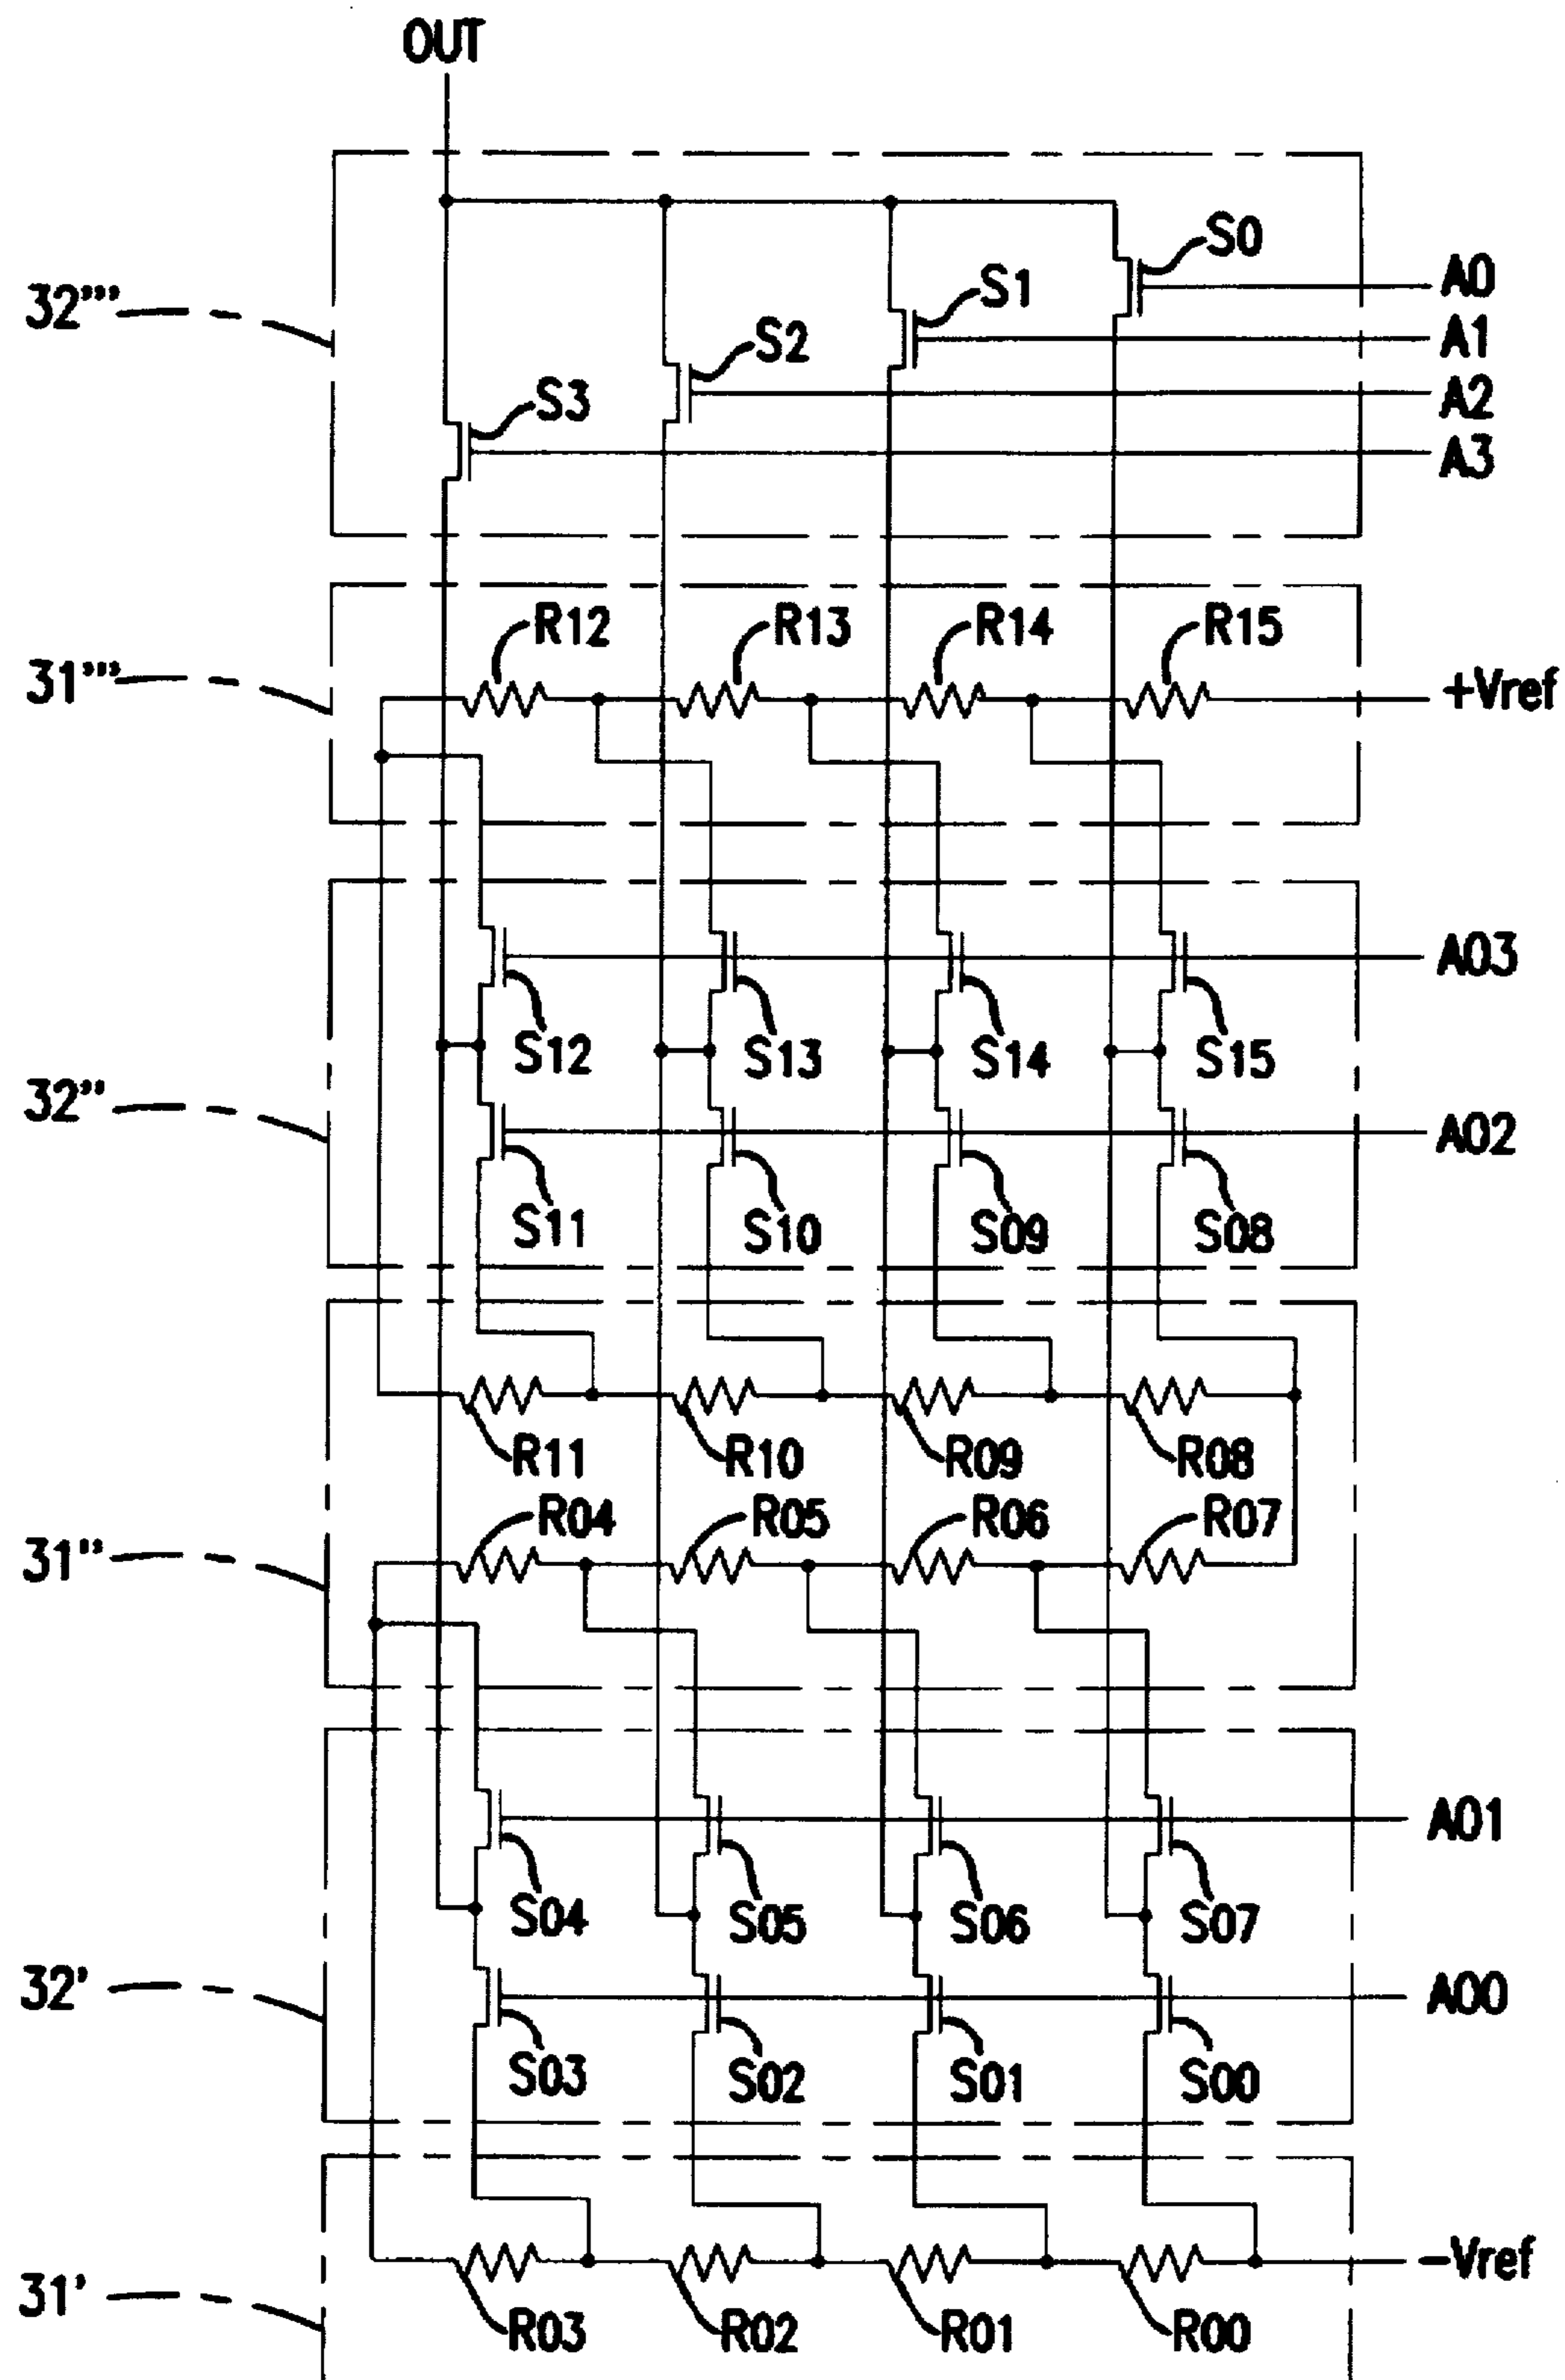 OUT
S0
A0
32''''
S1
A1
S2
A2
S3
A3
R12 R13 R14 R15
31''''
+Vref
A03
S12 S13 S14 S15
32''
A02
S11 S10 S09 S08
R11 R10 R09 R08
R04 R05 R06 R07
31''
A01
S04 S05 S06 S07
32'
A00
S03 S02 S01 S00
-Vref
31'
R03 R02 R01 R00